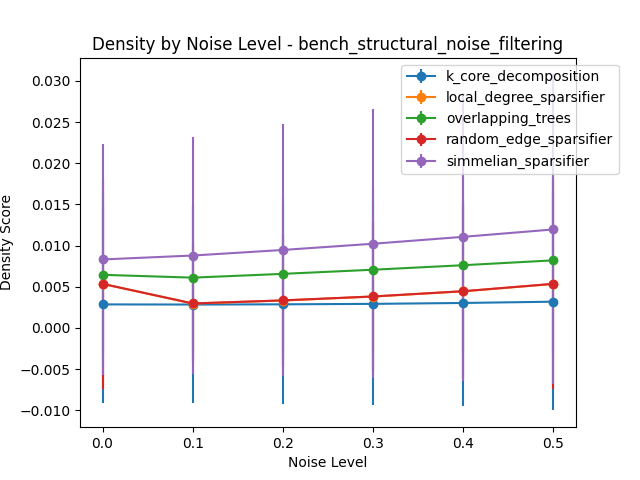 Density by Noise Level - bench_structural_noise_filtering
k_core_decomposition
local_degree_sparsifier
overlapping_trees
random_edge_sparsifier
simmelian_sparsifier
Density Score
0.030
0.025
0.020
0.015
0.010
0.005
0.000
−0.005
−0.010
0.0 0.1 0.2 0.3 0.4 0.5
Noise Level